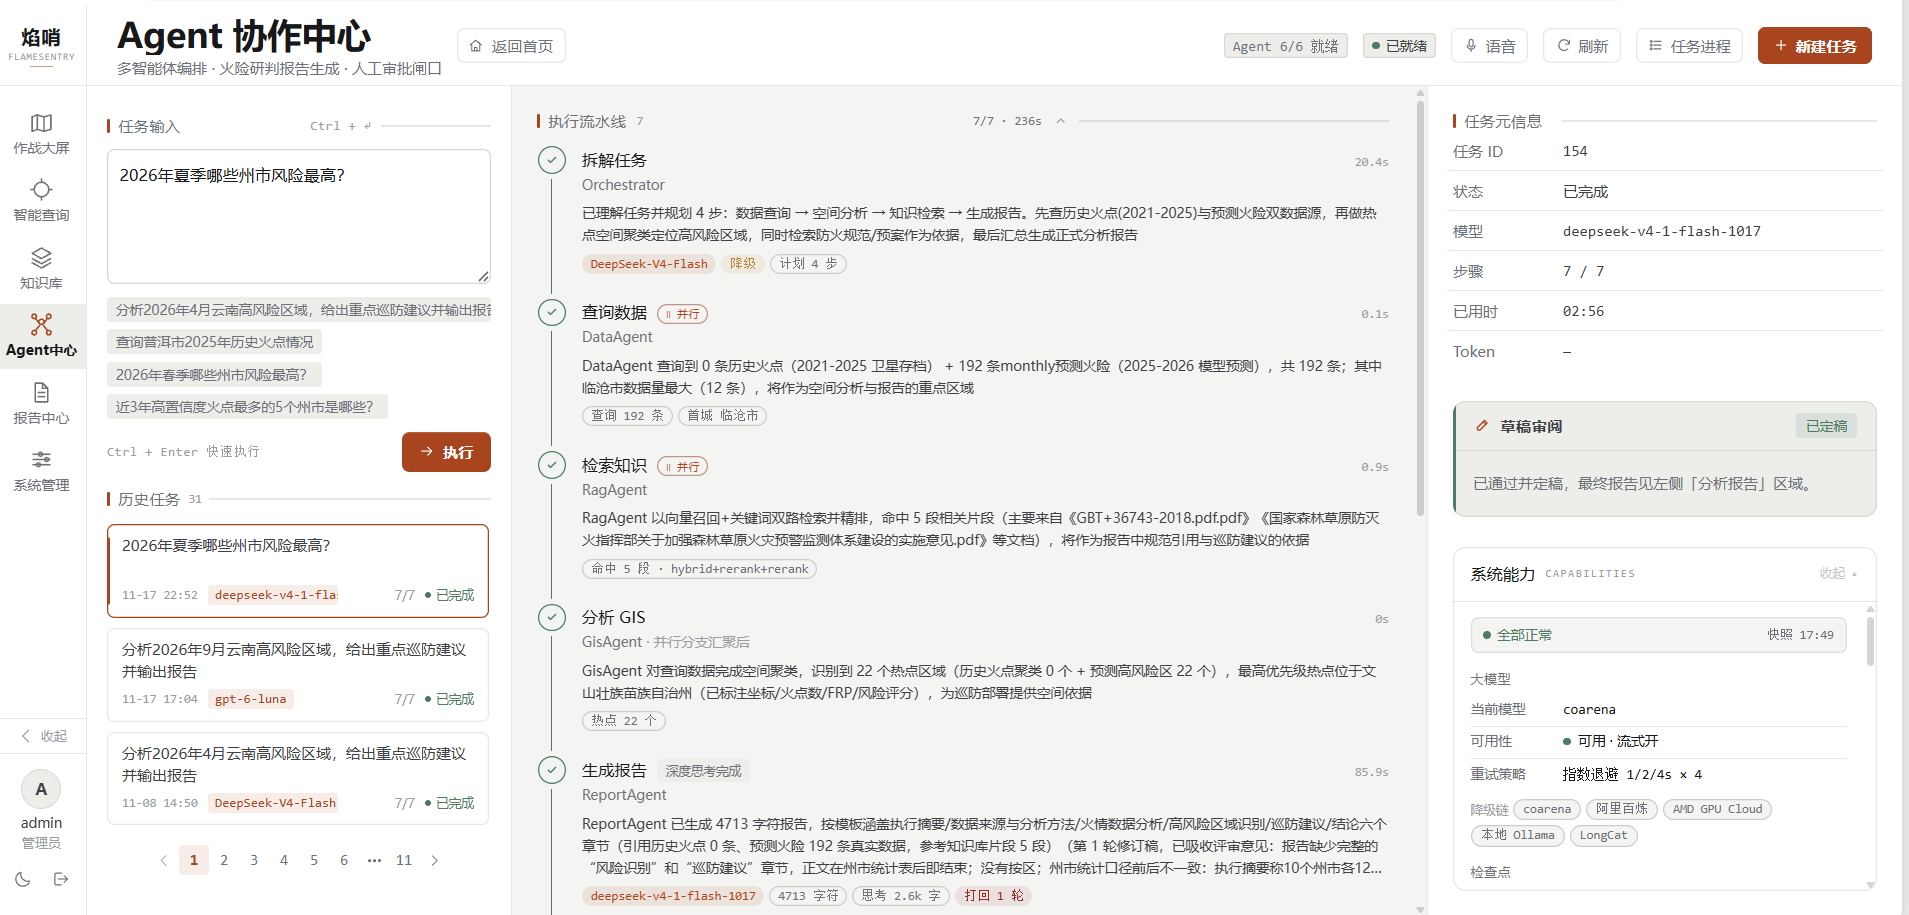 焰哨
FLAMESENTRY
作战大屏
智能查询
知识库
Agent中心
报告中心
系统管理
收起
A
admin
管理员
Agent 协作中心
多智能体编排 · 火险研判报告生成 · 人工审批闸口
返回首页
Agent 6/6 就绪
已就绪
语音
刷新
任务进程
+ 新建任务
任务输入
Ctrl + ↵
2026年夏季哪些州市风险最高?
分析2026年4月云南高风险区域，给出重点巡防建议并输出报告
查询普洱市2025年历史火点情况
2026年春季哪些州市风险最高?
近3年高置信度火点最多的5个州市是哪些?
Ctrl + Enter 快速执行
→ 执行
历史任务 31
2026年夏季哪些州市风险最高?
11-17 22:52 deepseek-v4-1-fla 7/7 已完成
分析2026年9月云南高风险区域，给出重点巡防建议
并输出报告
11-17 17:04 gpt-6-luna 7/7 已完成
分析2026年4月云南高风险区域，给出重点巡防建议
并输出报告
11-08 14:50 DeepSeek-V4-Flash 7/7 已完成
1 2 3 4 5 6 ••• 11
执行流水线 7
7/7 · 236s
拆解任务
20.4s
Orchestrator
已理解任务并规划 4 步：数据查询 → 空间分析 → 知识检索 → 生成报告。先查历史火点(2021-2025)与预测火险双数据源，再做热
点空间聚类定位高风险区域，同时检索防火规范/预案作为依据，最后汇总生成正式分析报告
DeepSeek-V4-Flash 降级 计划 4 步
查询数据 并行
0.1s
DataAgent
DataAgent 查询到 0 条历史火点（2021-2025 卫星存档） + 192 条monthly预测火险（2025-2026 模型预测），共 192 条；其中
临沧市数据量最大（12 条），将作为空间分析与报告的重点区域
查询 192 条 首城 临沧市
检索知识 并行
0.9s
RagAgent
RagAgent 以向量召回+关键词双路检索并精排，命中 5 段相关片段（主要来自《GBT+36743-2018.pdf.pdf》《国家森林草原防灭
火指挥部关于加强森林草原火灾预警监测体系建设的实施意见.pdf》等文档），将作为报告中规范引用与巡防建议的依据
命中 5 段 · hybrid+rerank+rerank
分析 GIS
0s
GisAgent · 并行分支汇聚后
GisAgent 对查询数据完成空间聚类，识别到 22 个热点区域（历史火点聚类 0 个 + 预测高风险区 22 个），最高优先级热点位于文
山壮族苗族自治州（已标注坐标/火点数/FRP/风险评分），为巡防部署提供空间依据
热点 22 个
生成报告 深度思考完成
85.9s
ReportAgent
ReportAgent 已生成 4713 字符报告，按模板涵盖执行摘要/数据来源与分析方法/火情数据分析/高风险区域识别/巡防建议/结论六个
章节（引用历史火点 0 条、预测火险 192 条真实数据，参考知识库片段 5 段）（第 1 轮修订稿，已吸收评审意见：报告缺少完整的
“风险识别”和“巡防建议”章节，正文在州市统计表后即结束；没有按区；州市统计口径前后不一致：执行摘要称10个州市各12...
deepseek-v4-1-flash-1017 4713 字符 思考 2.6k 字 打回 1 轮
任务元信息
任务 ID 154
状态 已完成
模型 deepseek-v4-1-flash-1017
步骤 7 / 7
已用时 02:56
Token –
草稿审阅
已定稿
已通过并定稿，最终报告见左侧「分析报告」区域。
系统能力 CAPABILITIES
收起
全部正常
快照 17:49
大模型
当前模型 coarena
可用性 可用 · 流式开
重试策略 指数退避 1/2/4s × 4
降级链 coarena 阿里百炼 AMD GPU Cloud
本地 Ollama LongCat
检查点